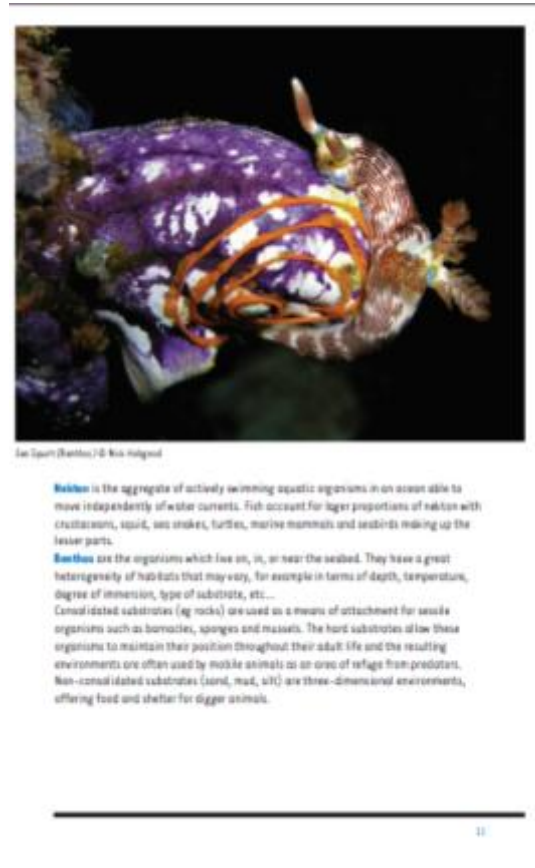 Sea Squirt (Benthos) © Nick Hobgood
Nekton is the aggregate of actively swimming aquatic organisms in an ocean able to
move independently of water currents. Fish account for lager proportions of nekton with
crustaceans, squid, sea snakes, turtles, marine mammals and seabirds making up the
lesser parts.
Benthos are the organisms which live on, in, or near the seabed. They have a great
heterogeneity of habitats that may vary, for example in terms of depth, temperature,
degree of immersion, type of substrate, etc...
Consolidated substrates (eg rocks) are used as a means of attachment for sessile
organisms such as barnacles, sponges and mussels. The hard substrates allow these
organisms to maintain their position throughout their adult life and the resulting
environments are often used by mobile animals as an area of refuge from predators.
Non-consolidated substrates (sand, mud, silt) are three-dimensional environments,
offering food and shelter for digger animals.
11